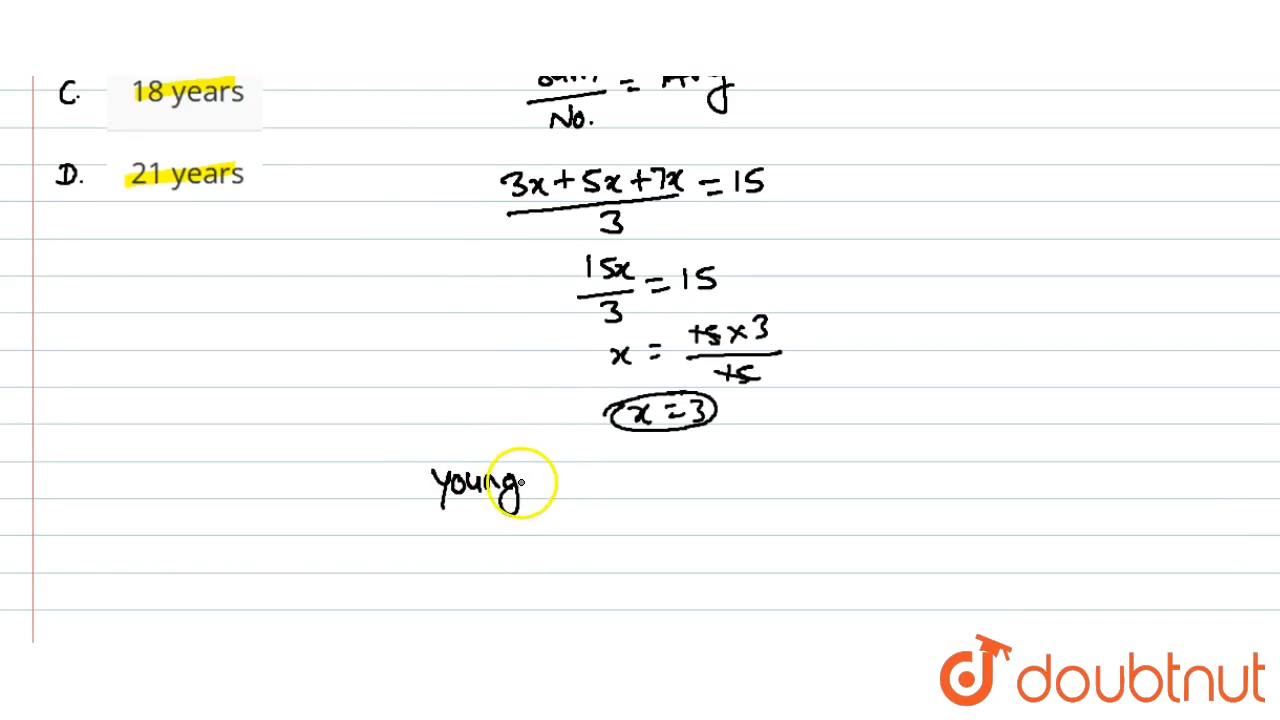 C. 18 years
= Avg
No.
D. 21 years
3x + 5x + 7x = 15
3
15x = 15
3
x = 15 x 3
15
x = 3
young
doubtnut